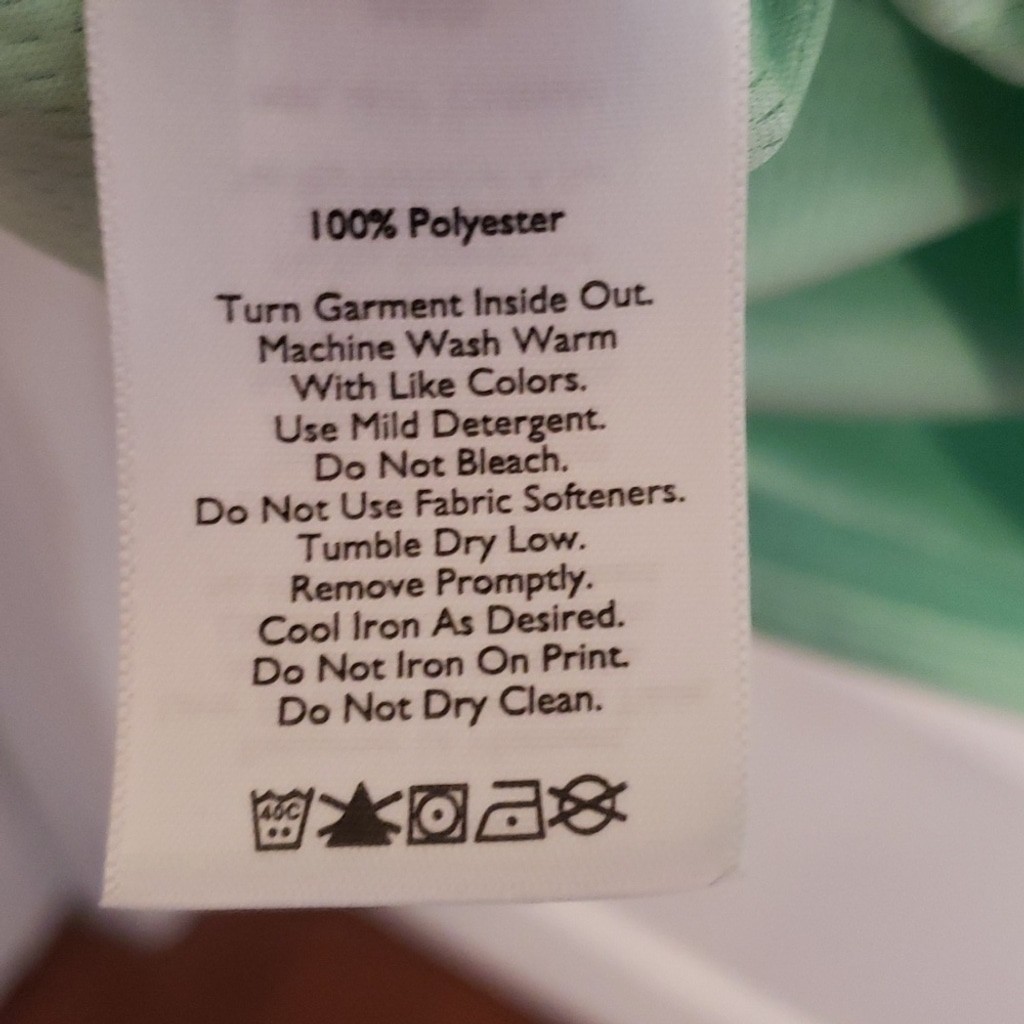 100% Polyester
Turn Garment Inside Out.
Machine Wash Warm
With Like Colors.
Use Mild Detergent.
Do Not Bleach.
Do Not Use Fabric Softeners.
Tumble Dry Low.
Remove Promptly.
Cool Iron As Desired.
Do Not Iron On Print.
Do Not Dry Clean.
40C